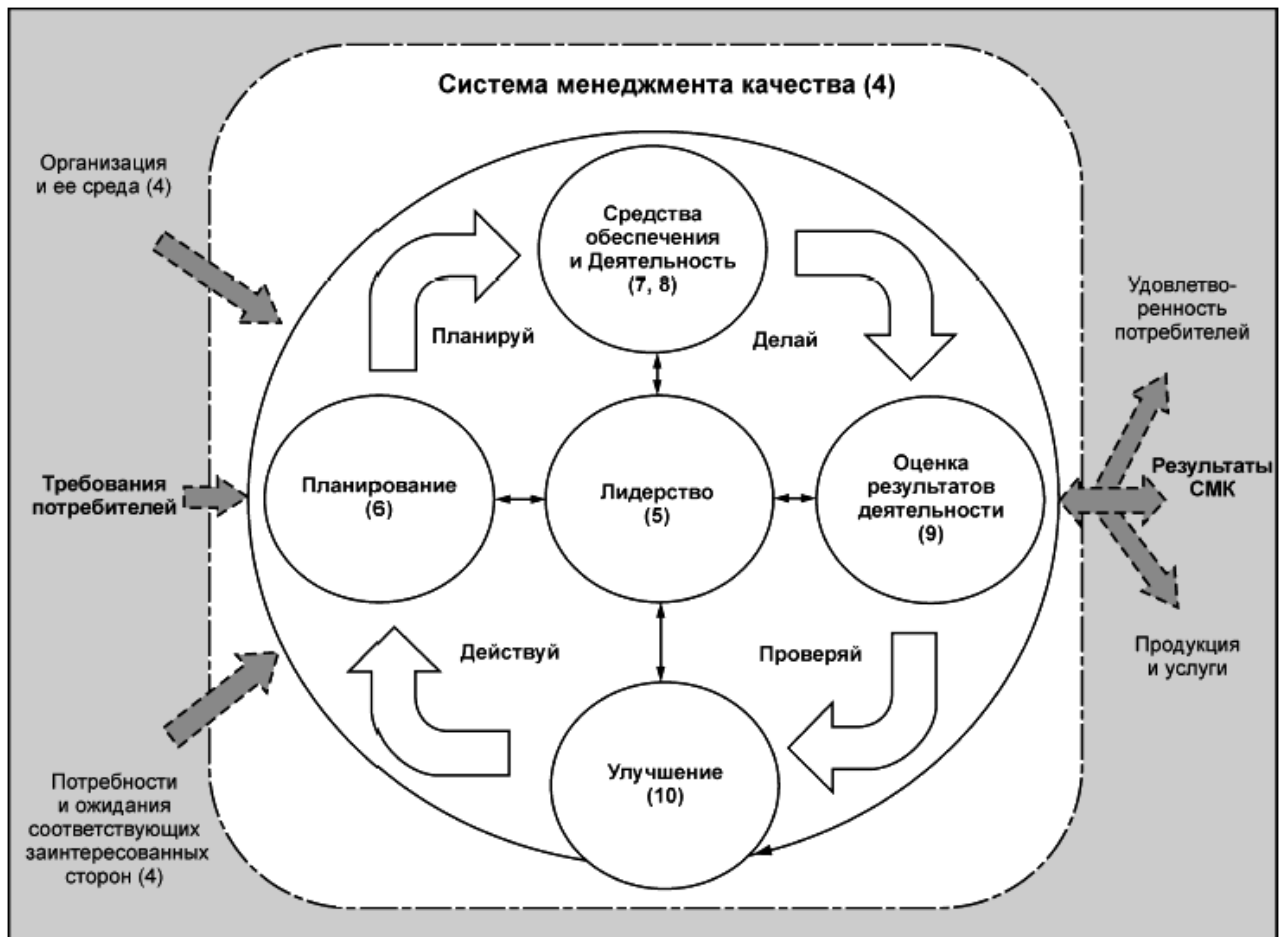 Система менеджмента качества (4)
Организация
и ее среда (4)
Средства
обеспечения
и Деятельность
(7, 8)
Планируй
Делай
Удовлетво-
ренность
потребителей
Требования
потребителей
Планирование
(6)
Лидерство
(5)
Оценка
результатов
деятельности
(9)
Результаты
СМК
Действуй
Проверяй
Продукция
и услуги
Улучшение
(10)
Потребности
и ожидания
соответствующих
заинтересованных
сторон (4)